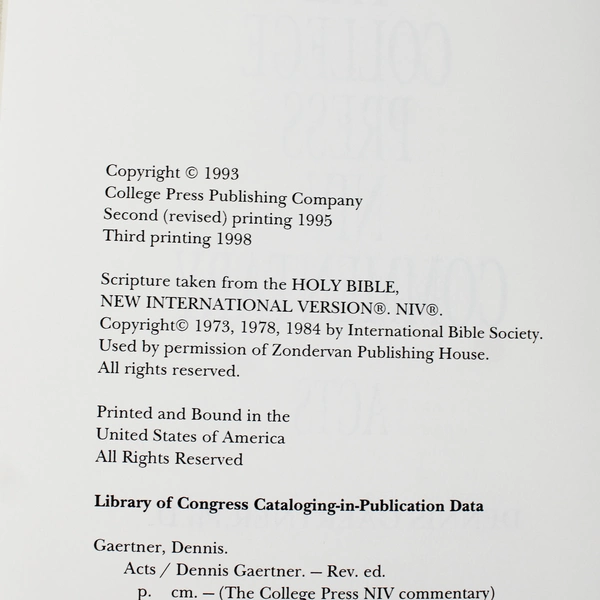 Copyright © 1993
College Press Publishing Company
Second (revised) printing 1995
Third printing 1998
Scripture taken from the HOLY BIBLE,
NEW INTERNATIONAL VERSION®. NIV®.
Copyright© 1973, 1978, 1984 by International Bible Society.
Used by permission of Zondervan Publishing House.
All rights reserved.
Printed and Bound in the
United States of America
All Rights Reserved
Library of Congress Cataloging-in-Publication Data
Gaertner, Dennis.
Acts / Dennis Gaertner. — Rev. ed.
p. cm. — (The College Press NIV commentary)